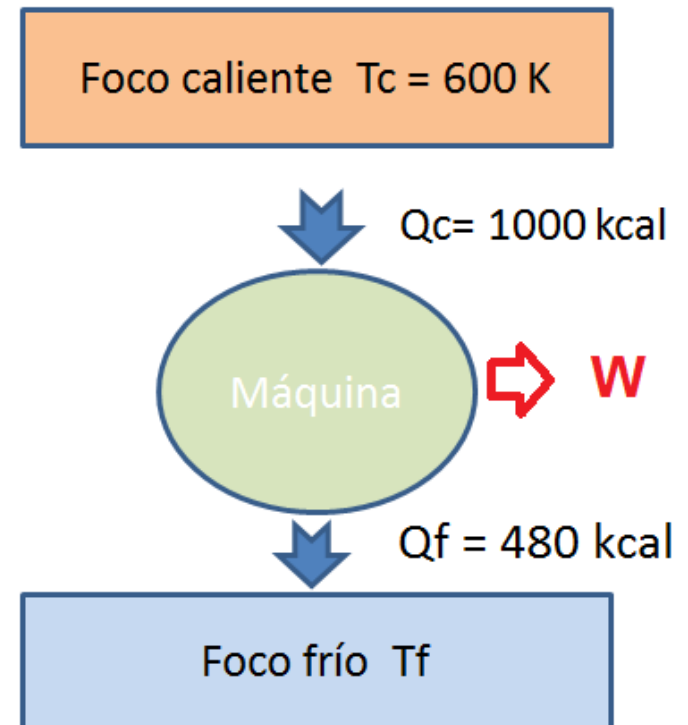 Foco caliente Tc = 600 K
Qc= 1000 kcal
Máquina
W
Qf = 480 kcal
Foco frío Tf